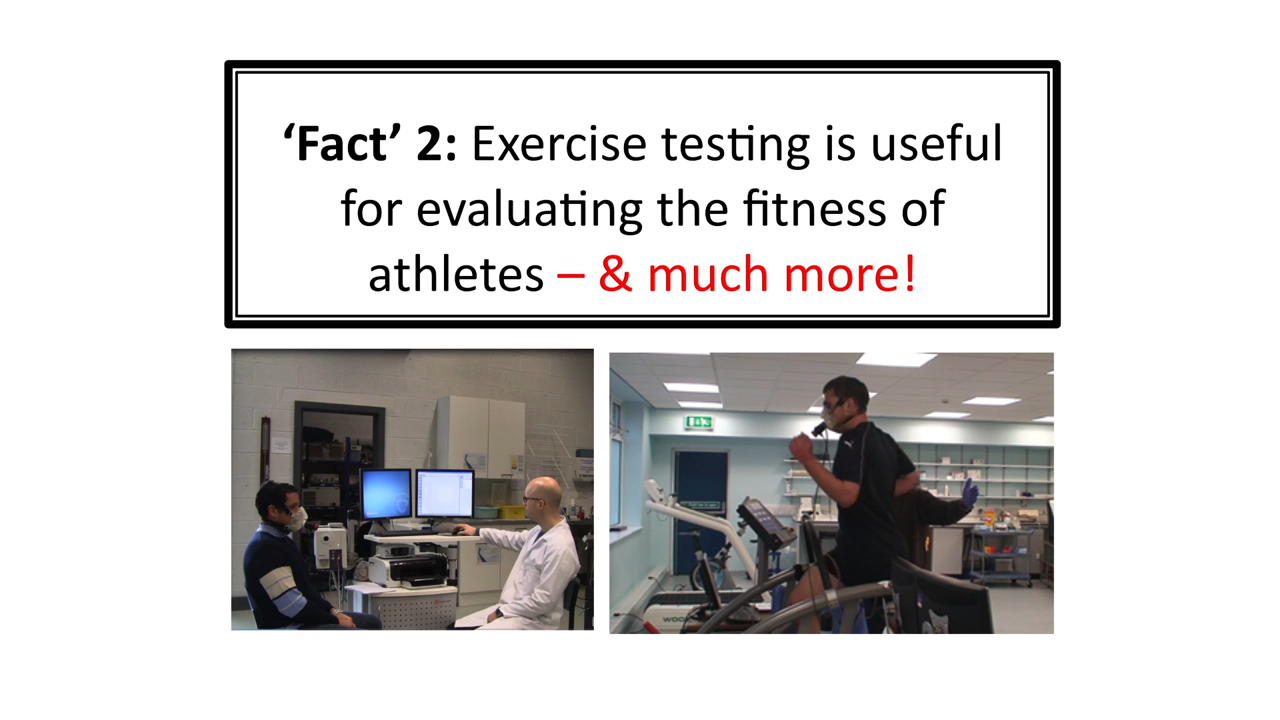 ‘Fact’ 2: Exercise testing is useful
for evaluating the fitness of
athletes – & much more!